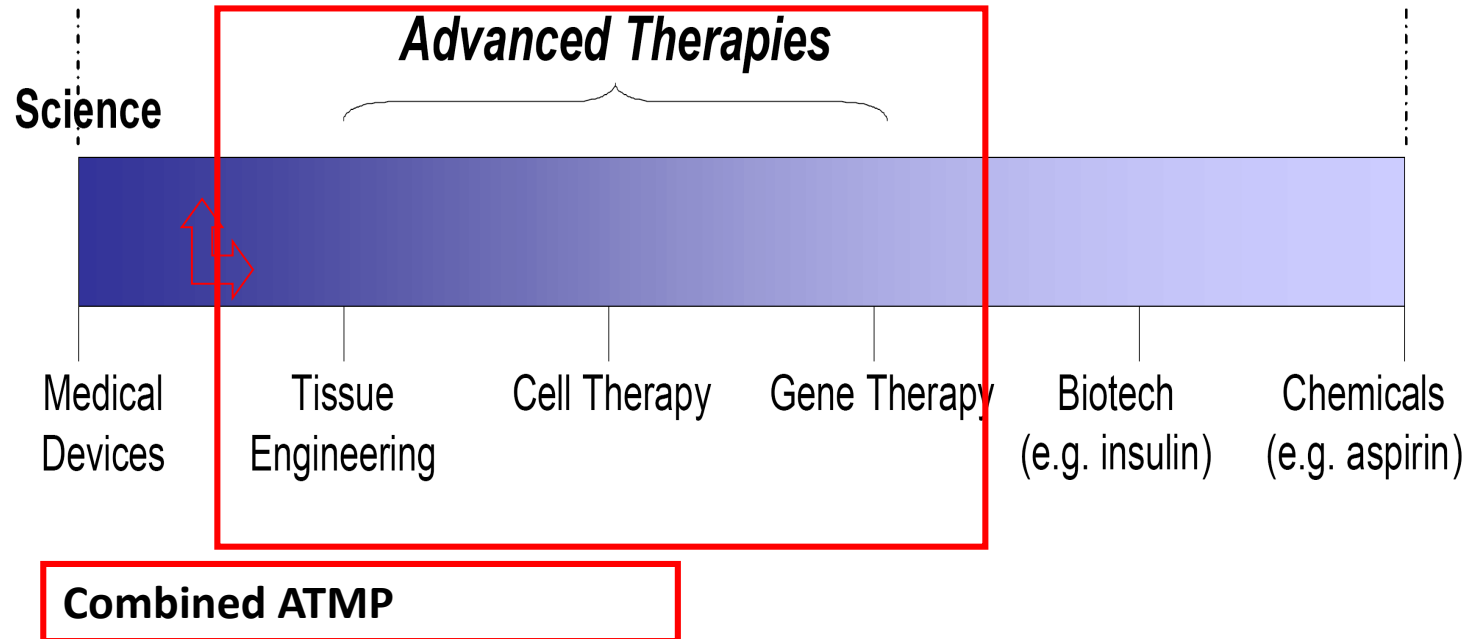 Advanced Therapies
Science
Medical
Devices
Tissue
Engineering
Cell Therapy
Gene Therapy
Biotech
(e.g. insulin)
Chemicals
(e.g. aspirin)
Combined ATMP